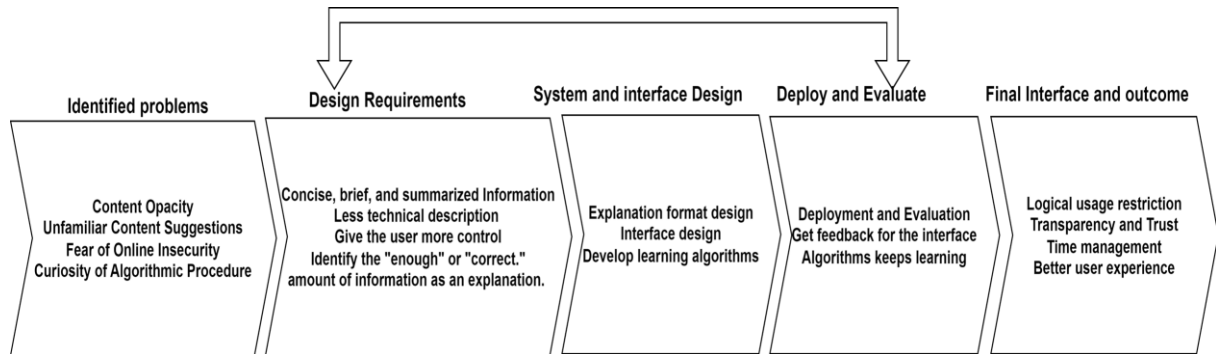 Identified problems
Content Opacity
Unfamiliar Content Suggestions
Fear of Online Insecurity
Curiosity of Algorithmic Procedure
Design Requirements
Concise, brief, and summarized Information
Less technical description
Give the user more control
Identify the "enough" or "correct."
amount of information as an explanation.
System and interface Design
Explanation format design
Interface design
Develop learning algorithms
Deploy and Evaluate
Deployment and Evaluation
Get feedback for the interface
Algorithms keeps learning
Final Interface and outcome
Logical usage restriction
Transparency and Trust
Time management
Better user experience